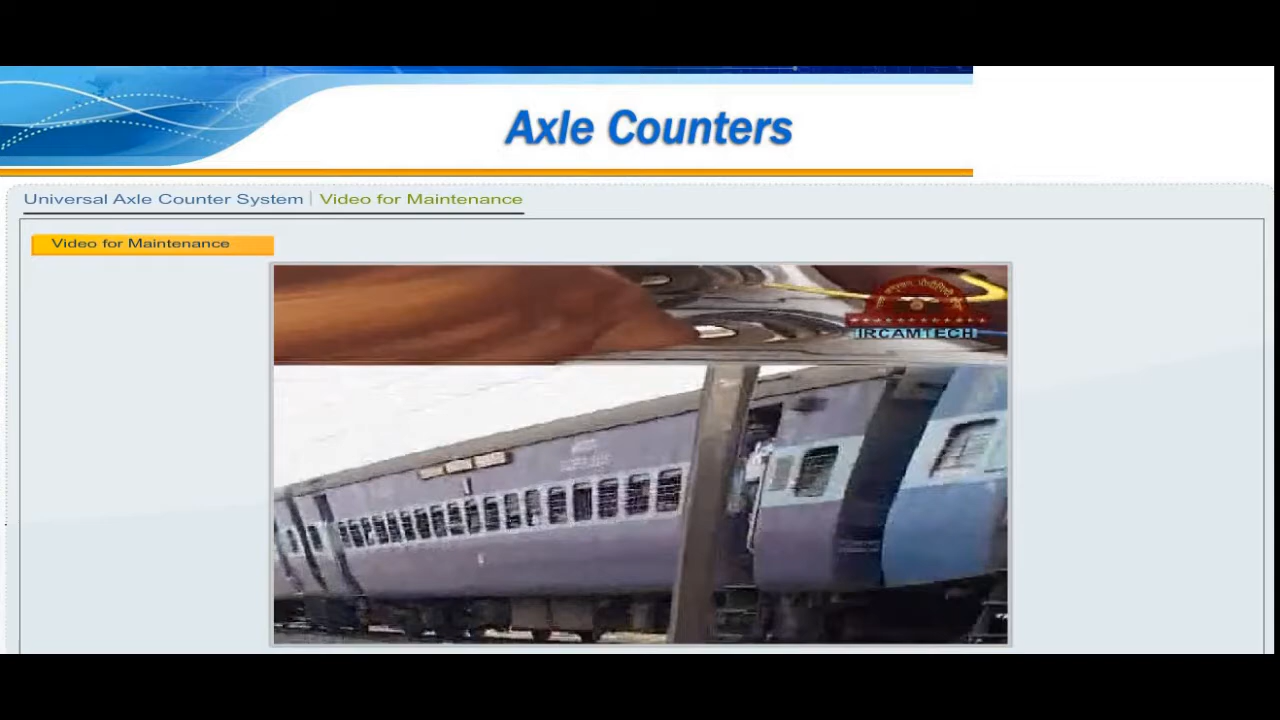 Axle Counters
Universal Axle Counter System | Video for Maintenance
Video for Maintenance
IRCAMTECH